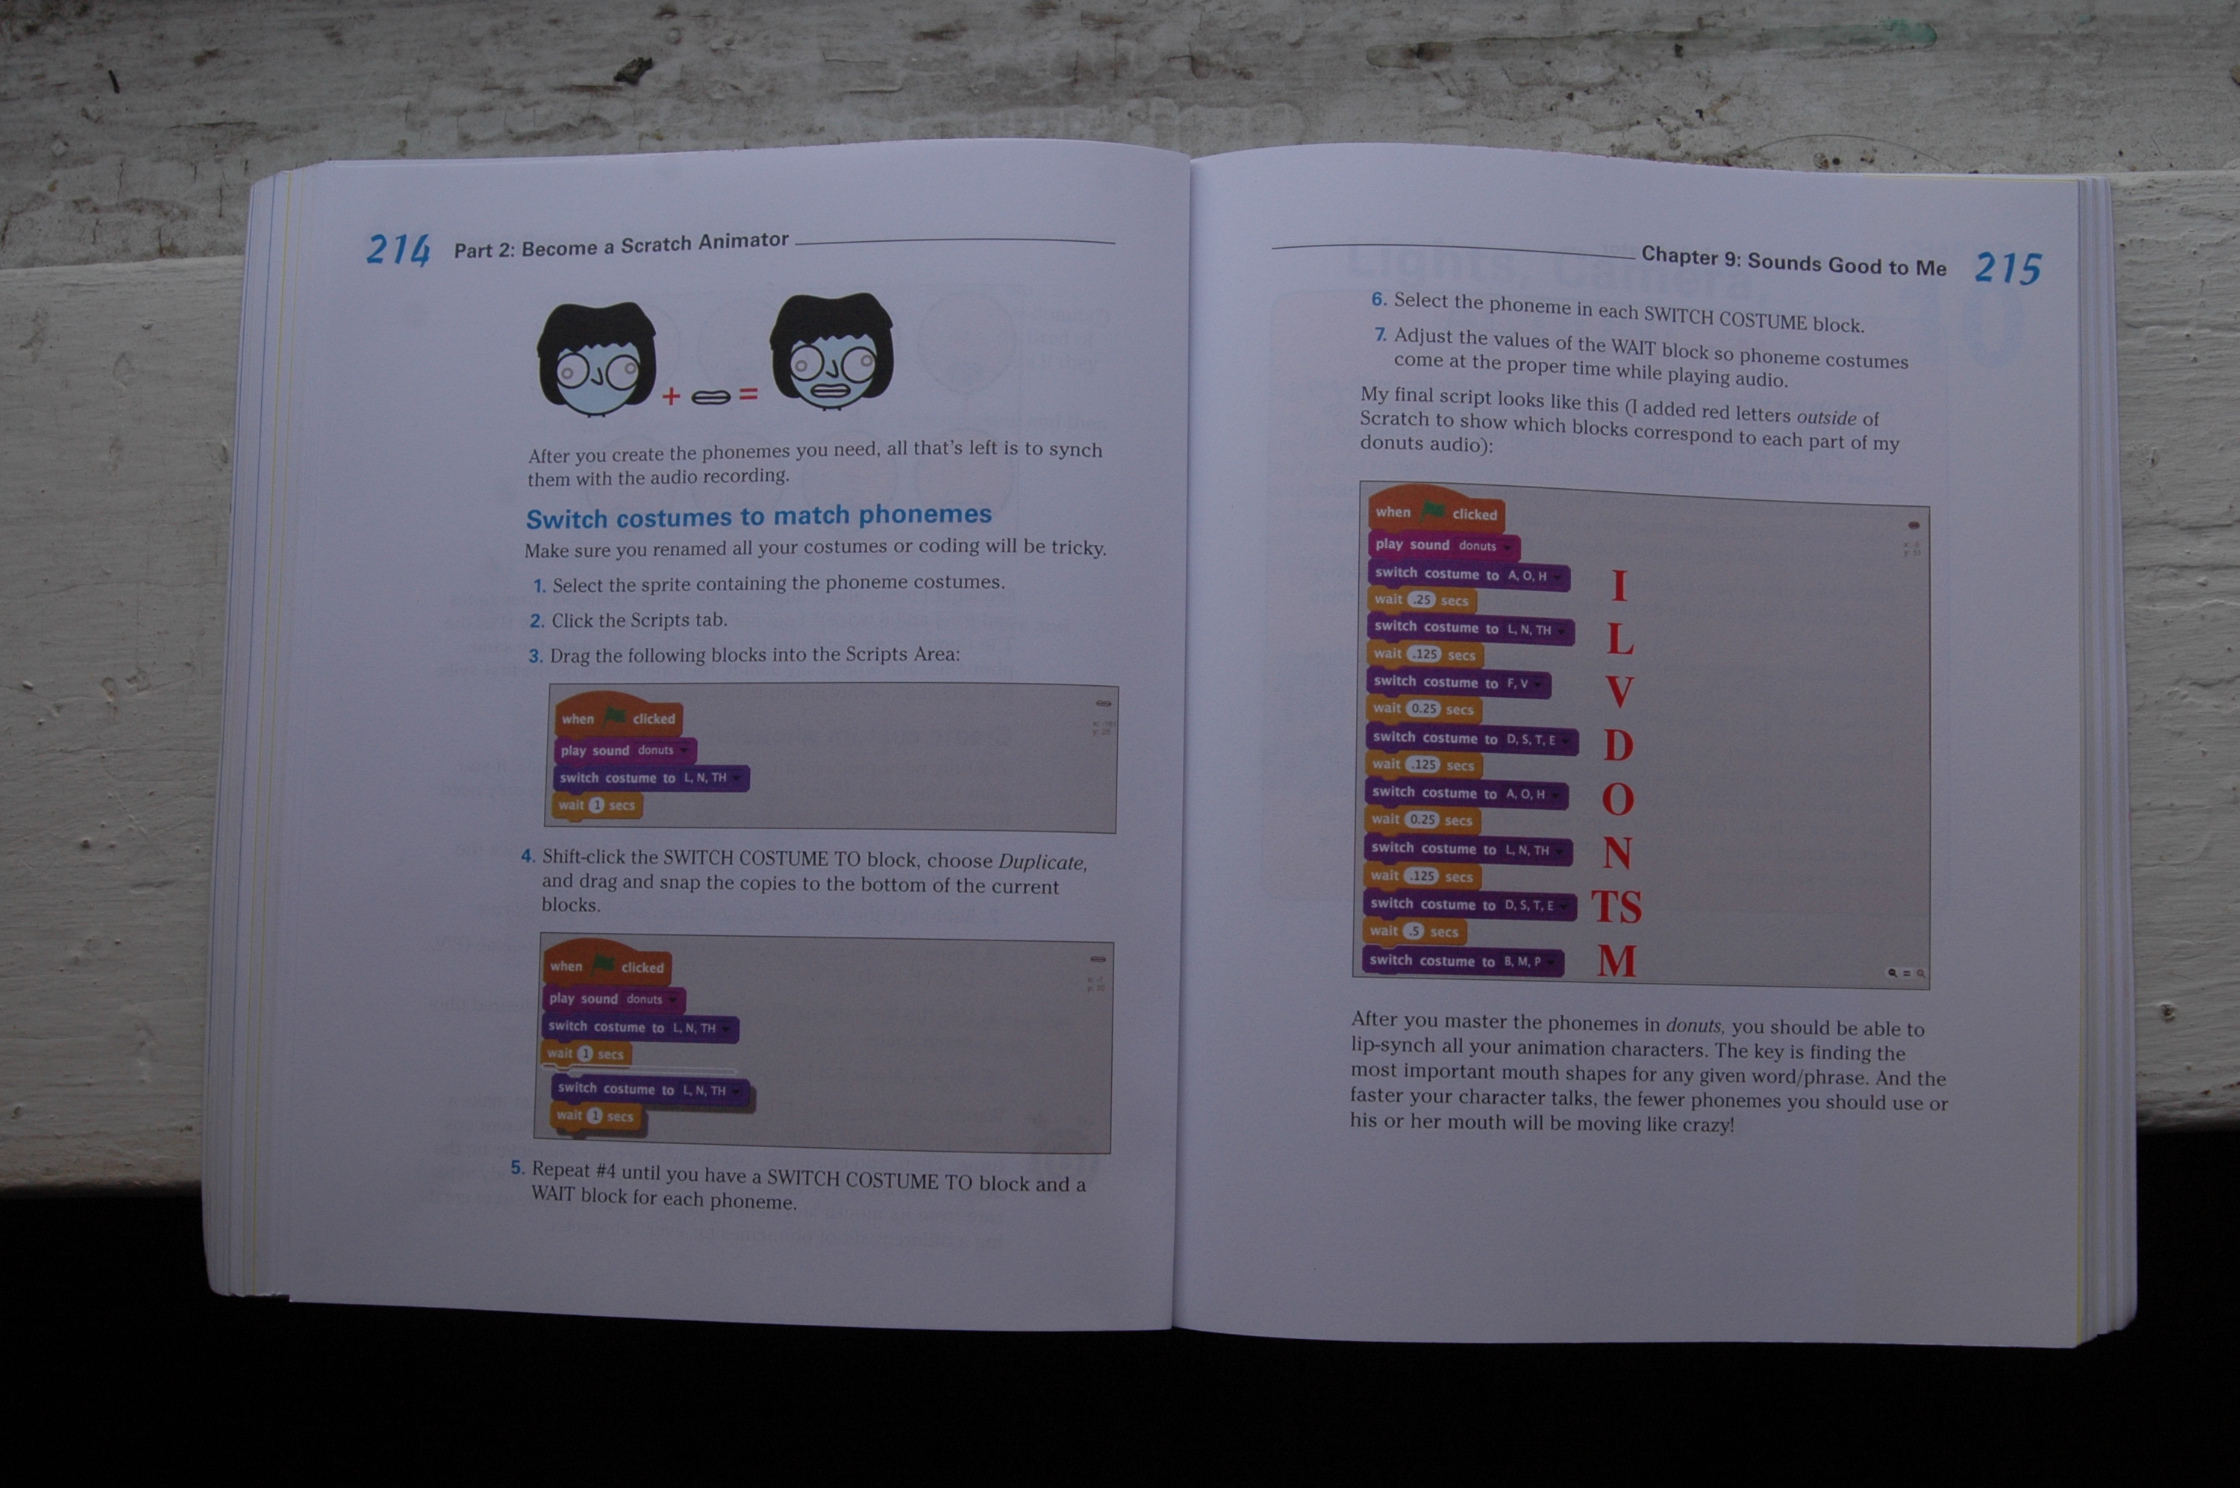 214 Part 2: Become a Scratch Animator
+ =
After you create the phonemes you need, all that's left is to synch
them with the audio recording.
Switch costumes to match phonemes
Make sure you renamed all your costumes or coding will be tricky.
1. Select the sprite containing the phoneme costumes.
2. Click the Scripts tab.
3. Drag the following blocks into the Scripts Area:
when clicked
play sound donuts
switch costume to L, N, TH
wait 1 secs
4. Shift-click the SWITCH COSTUME TO block, choose Duplicate,
and drag and snap the copies to the bottom of the current
blocks.
when clicked
play sound donuts
switch costume to L, N, TH
wait 1 secs
switch costume to L, N, TH
wait 1 secs
5. Repeat #4 until you have a SWITCH COSTUME TO block and a
WAIT block for each phoneme.
Chapter 9: Sounds Good to Me 215
6. Select the phoneme in each SWITCH COSTUME block.
7. Adjust the values of the WAIT block so phoneme costumes
come at the proper time while playing audio.
My final script looks like this (I added red letters outside of
Scratch to show which blocks correspond to each part of my
donuts audio):
when clicked
play sound donuts
switch costume to A, O, H I
wait .25 secs
switch costume to L, N, TH L
wait .125 secs
switch costume to F, V V
wait 0.25 secs
switch costume to D, S, T, E D
wait .125 secs
switch costume to A, O, H O
wait 0.25 secs
switch costume to L, N, TH N
wait .125 secs
switch costume to D, S, T, E TS
wait .5 secs
switch costume to B, M, P M
After you master the phonemes in donuts, you should be able to
lip-synch all your animation characters. The key is finding the
most important mouth shapes for any given word/phrase. And the
faster your character talks, the fewer phonemes you should use or
his or her mouth will be moving like crazy!